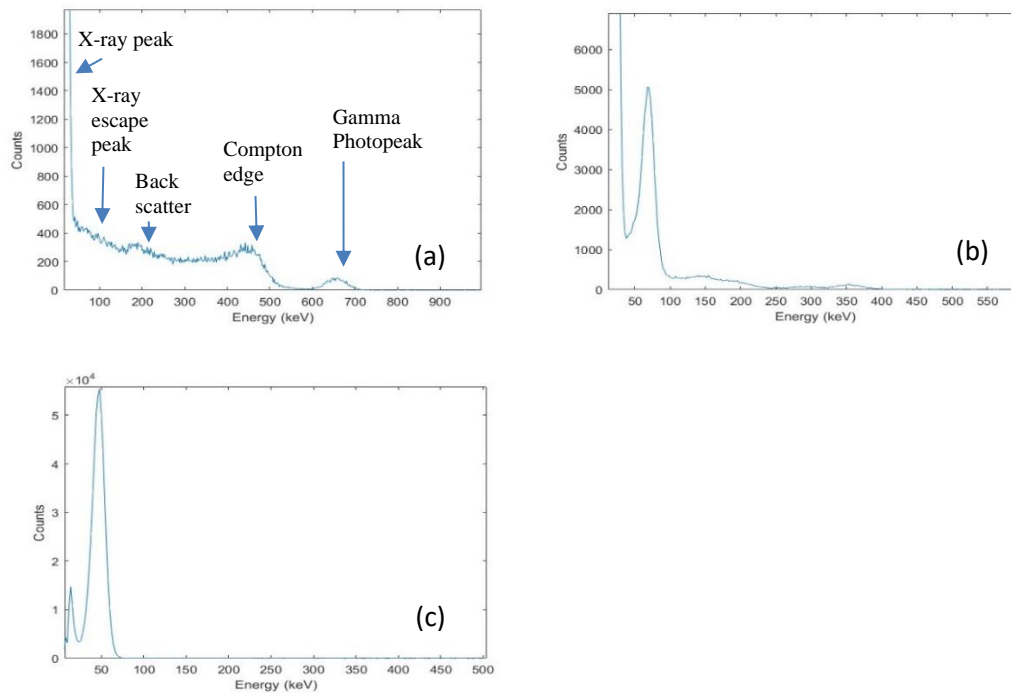 1800
1600
1400
1200
1000
800
600
400
200
0
Counts
X-ray peak
X-ray
escape
peak
Back
scatter
Compton
edge
Gamma
Photopeak
(a)
100 200 300 400 500 600 700 800 900
Energy (keV)
6000
5000
4000
3000
2000
1000
0
Counts
(b)
50 100 150 200 250 300 350 400 450 500 550
Energy (keV)
× 10⁴
5
4
3
2
1
0
Counts
(c)
50 100 150 200 250 300 350 400 450 500
Energy (keV)